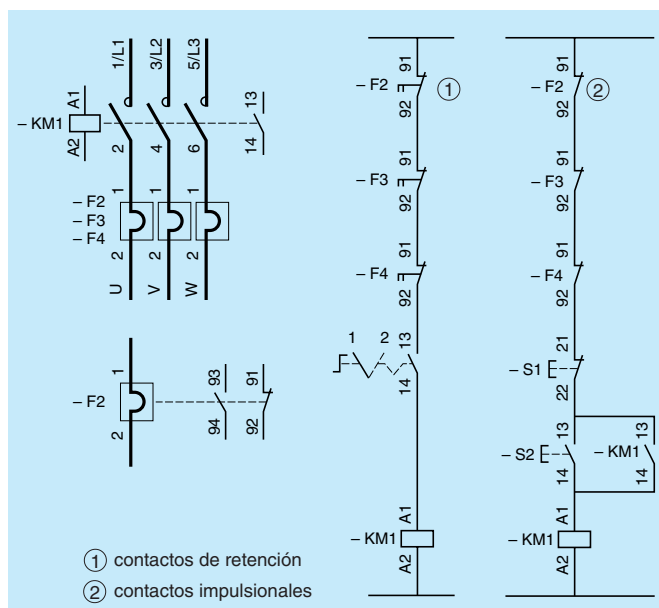 1/L1 3/L2 5/L3
A1 13
– KM1
A2 2 4 6 14
– F2 1 1 1
– F3
– F4
2 2 2
U V W
1 93 91
– F2
2 94 92
91
– F2 1
92
91
– F3
92
91
– F4
92
1 2 13
14
A1
– KM1
A2
91
– F2 2
92
91
– F3
92
91
– F4
92
21
– S1
22
13 13
– S2 – KM1
14 14
A1
– KM1
A2
1 contactos de retención
2 contactos impulsionales